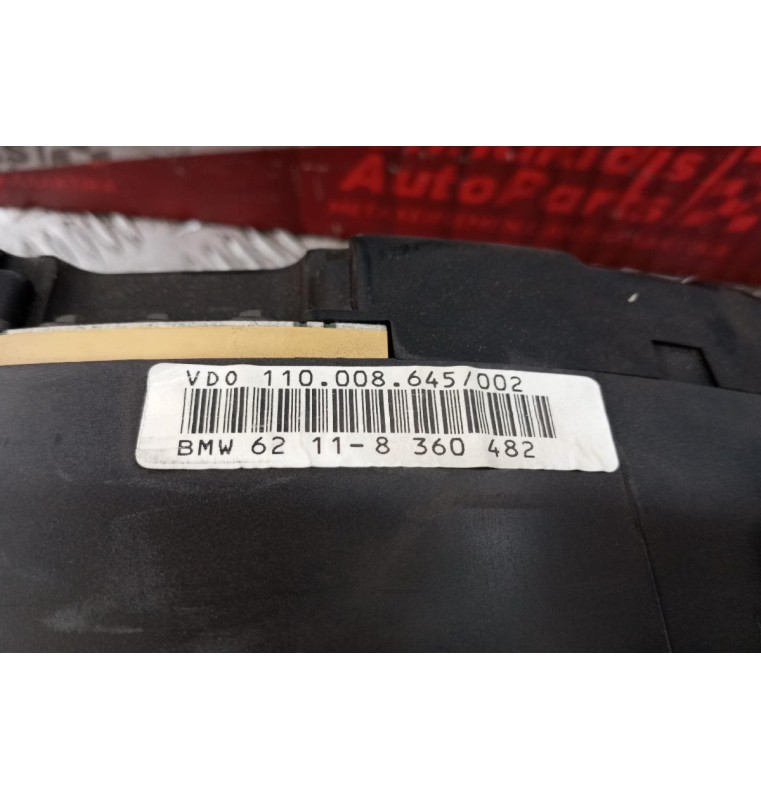 AutoParts
VDO 110.008.645/002
BMW 62 11-8 360 482